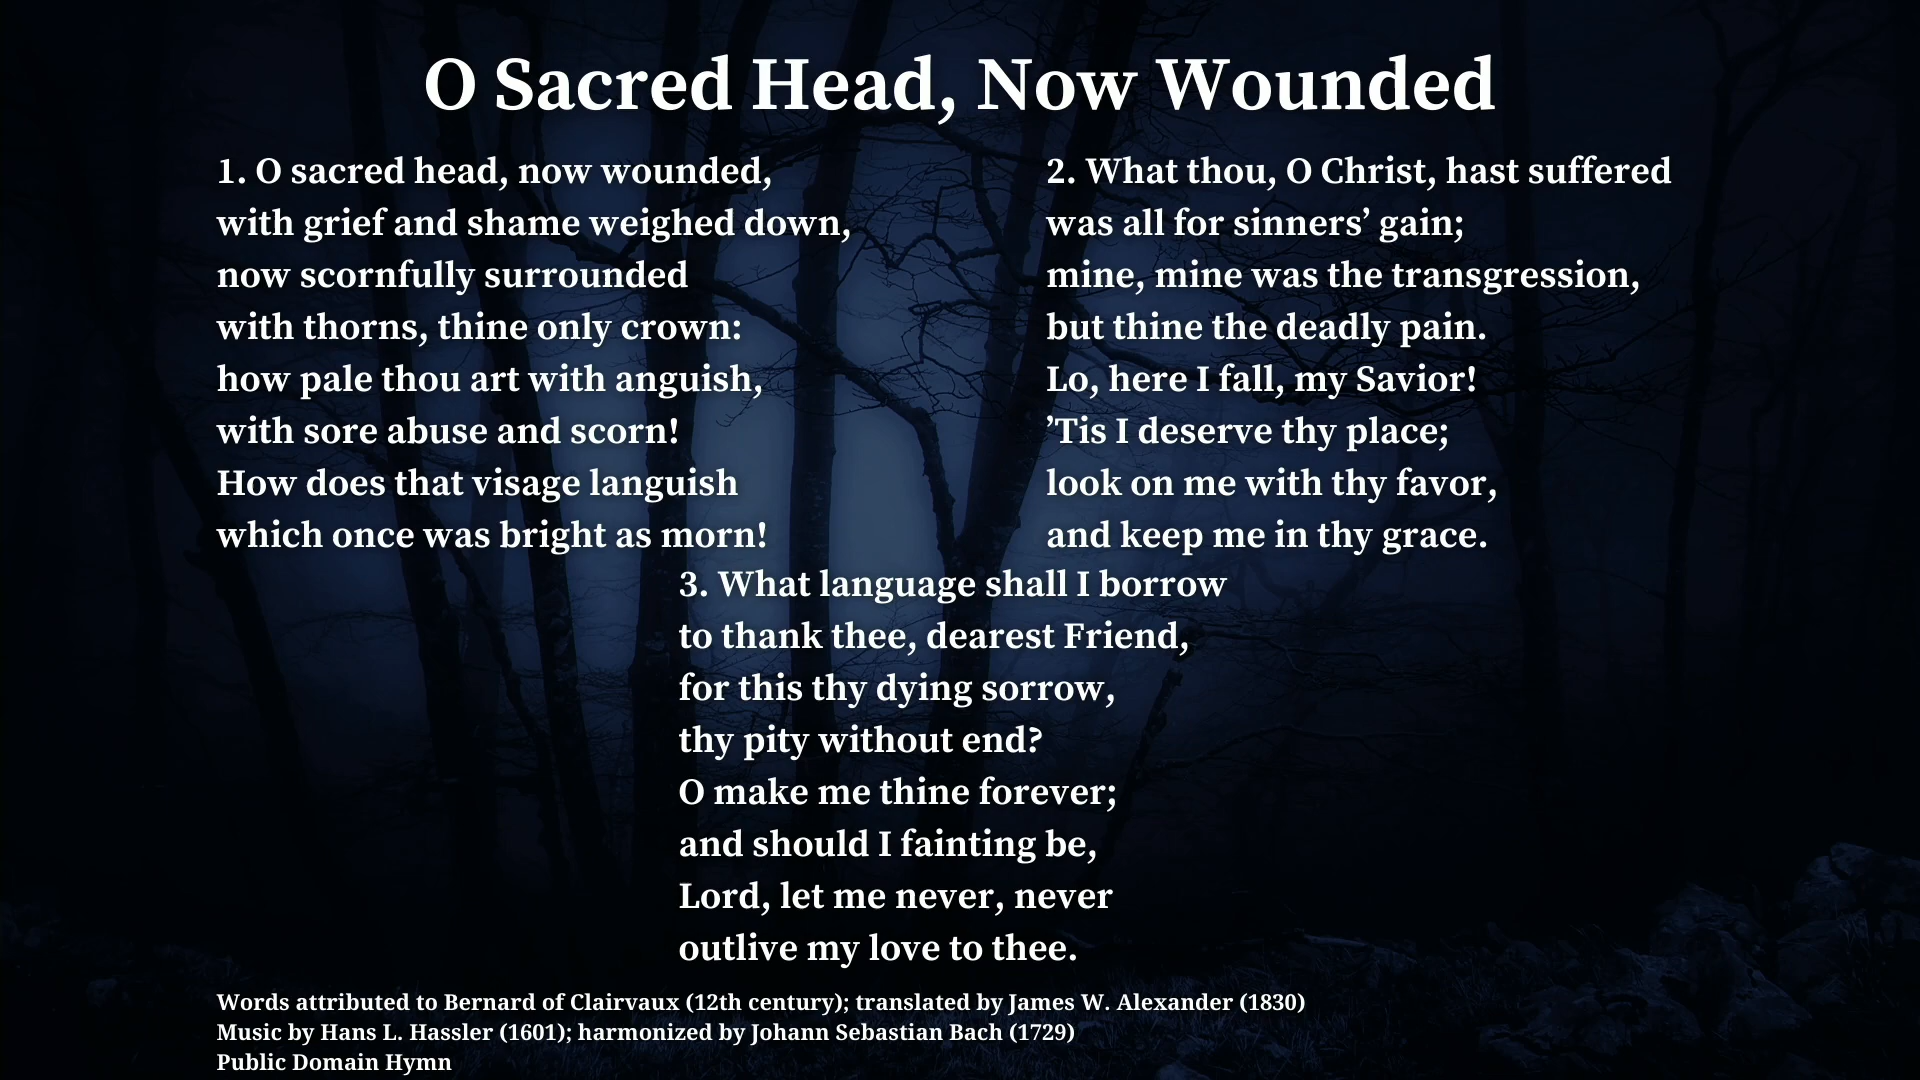 O Sacred Head, Now Wounded
1. O sacred head, now wounded,
with grief and shame weighed down,
now scornfully surrounded
with thorns, thine only crown:
how pale thou art with anguish,
with sore abuse and scorn!
How does that visage languish
which once was bright as morn!
2. What thou, O Christ, hast suffered
was all for sinners’ gain;
mine, mine was the transgression,
but thine the deadly pain.
Lo, here I fall, my Savior!
’Tis I deserve thy place;
look on me with thy favor,
and keep me in thy grace.
3. What language shall I borrow
to thank thee, dearest Friend,
for this thy dying sorrow,
thy pity without end?
O make me thine forever;
and should I fainting be,
Lord, let me never, never
outlive my love to thee.
Words attributed to Bernard of Clairvaux (12th century); translated by James W. Alexander (1830)
Music by Hans L. Hassler (1601); harmonized by Johann Sebastian Bach (1729)
Public Domain Hymn